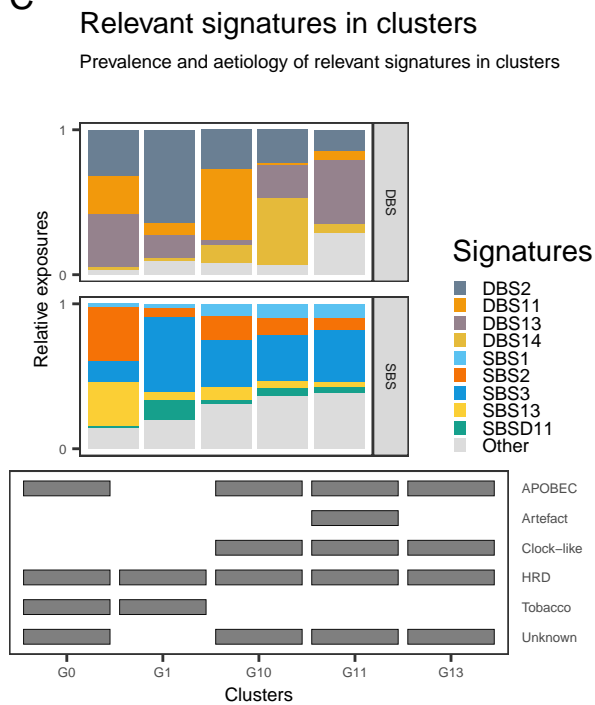 C
Relevant signatures in clusters
Prevalence and aetiology of relevant signatures in clusters
Relative exposures
1
0
DBS
1
0
SBS
Signatures
DBS2
DBS11
DBS13
DBS14
SBS1
SBS2
SBS3
SBS13
SBSD11
Other
APOBEC
Artefact
Clock−like
HRD
Tobacco
Unknown
G0 G1 G10 G11 G13
Clusters